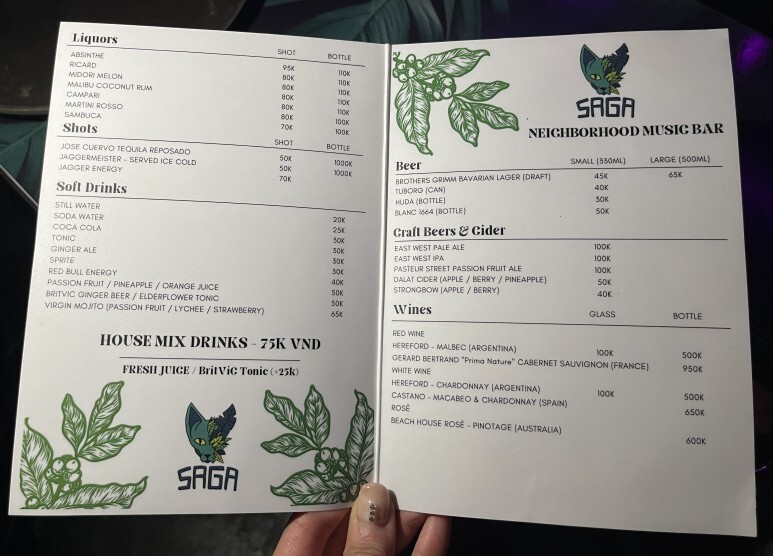 Liquors SHOT BOTTLE
ABSINTHE 95K 110K
RICARD 80K 110K
MIDORI MELON 80K 110K
MALIBU COCONUT RUM 80K 110K
CAMPARI 80K 110K
MARTINI ROSSO 80K 100K
SAMBUCA 70K 100K
Shots BOTTLE
JOSE CUERVO TEQUILA REPOSADO 50K 1000K
JAGGERMEISTER - SERVED ICE COLD 50K 1000K
JAGGER ENERGY 70K
Soft Drinks
STILL WATER 20K
SODA WATER 25K
COCA COLA 30K
TONIC 30K
GINGER ALE 30K
SPRITE 30K
RED BULL ENERGY 40K
PASSION FRUIT / PINEAPPLE / ORANGE JUICE 50K
BRITVIC GINGER BEER / ELDERFLOWER TONIC 50K
VIRGIN MOJITO (PASSION FRUIT / LYCHEE / STRAWBERRY) 65K
HOUSE MIX DRINKS - 75K VND
FRESH JUICE / BritVic Tonic (+25k)
SAGA
SAGA
NEIGHBORHOOD MUSIC BAR
Beer SMALL (330ML) LARGE (500ML)
BROTHERS GRIMM BAVARIAN LAGER (DRAFT) 45K 65K
TUBORG (CAN) 40K
HUDA (BOTTLE) 30K
BLANC 1664 (BOTTLE) 50K
Craft Beers & Cider
EAST WEST PALE ALE 100K
EAST WEST IPA 100K
PASTEUR STREET PASSION FRUIT ALE 100K
DALAT CIDER (APPLE / BERRY / PINEAPPLE) 50K
STRONGBOW (APPLE / BERRY) 40K
Wines GLASS BOTTLE
RED WINE
HEREFORD - MALBEC (ARGENTINA) 100K 500K
GERARD BERTRAND "Prima Nature" CABERNET SAUVIGNON (FRANCE) 950K
WHITE WINE
HEREFORD - CHARDONNAY (ARGENTINA) 100K 500K
CASTANO - MACABEO & CHARDONNAY (SPAIN) 650K
ROSÊ
BEACH HOUSE ROSÊ - PINOTAGE (AUSTRALIA) 600K